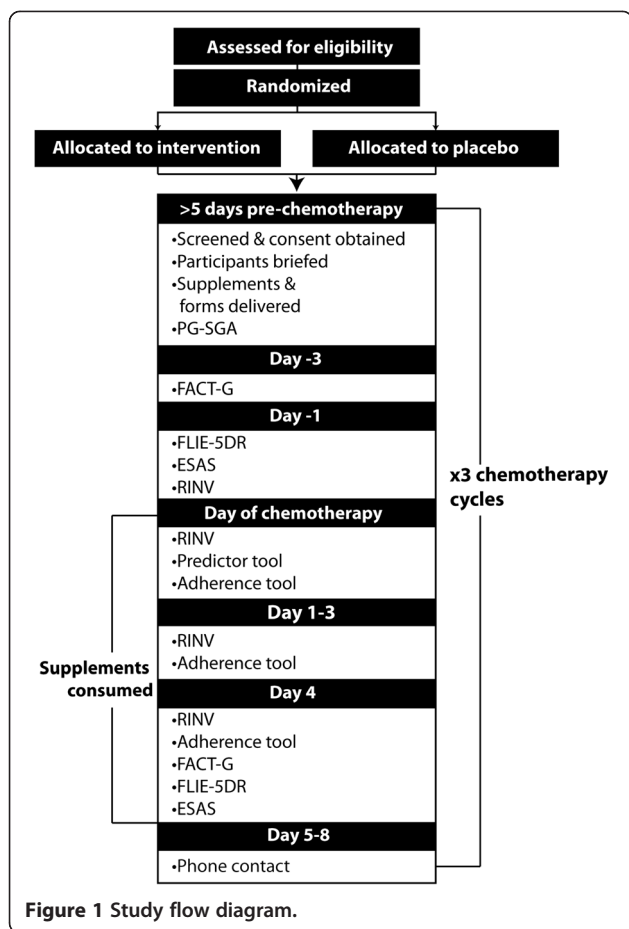 Assessed for eligibility
Randomized
Allocated to intervention
Allocated to placebo
>5 days pre-chemotherapy
•Screened & consent obtained
•Participants briefed
•Supplements &
forms delivered
•PG-SGA
Day -3
•FACT-G
Day -1
•FLIE-5DR
•ESAS
•RINV
Day of chemotherapy
•RINV
•Predictor tool
•Adherence tool
Day 1-3
•RINV
•Adherence tool
Day 4
•RINV
•Adherence tool
•FACT-G
•FLIE-5DR
•ESAS
Day 5-8
•Phone contact
Supplements
consumed
x3 chemotherapy
cycles
Figure 1 Study flow diagram.